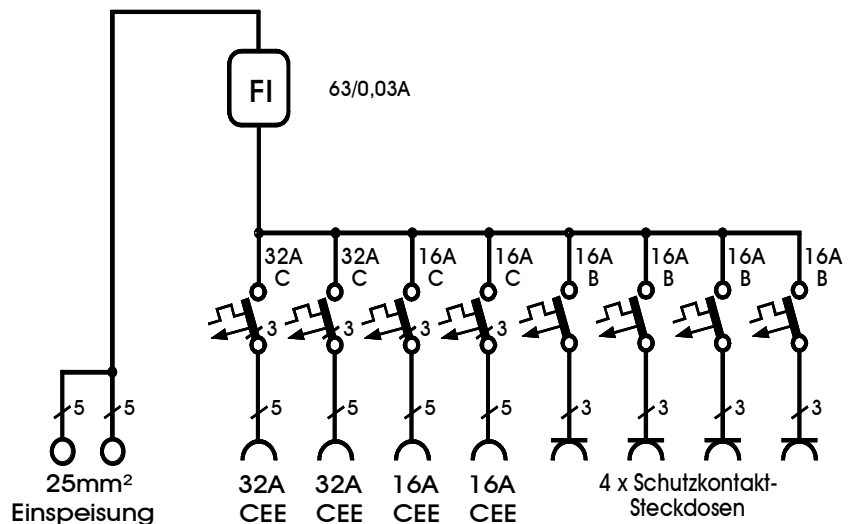 FI
63/0,03A
32A 32A 16A 16A 16A 16A 16A 16A
C C C C B B B B
3 3 3 3
5 5 5 5 5 5 3 3 3 3
25mm² 32A 32A 16A 16A 4 x Schutzkontakt-
Einspeisung CEE CEE CEE CEE Steckdosen